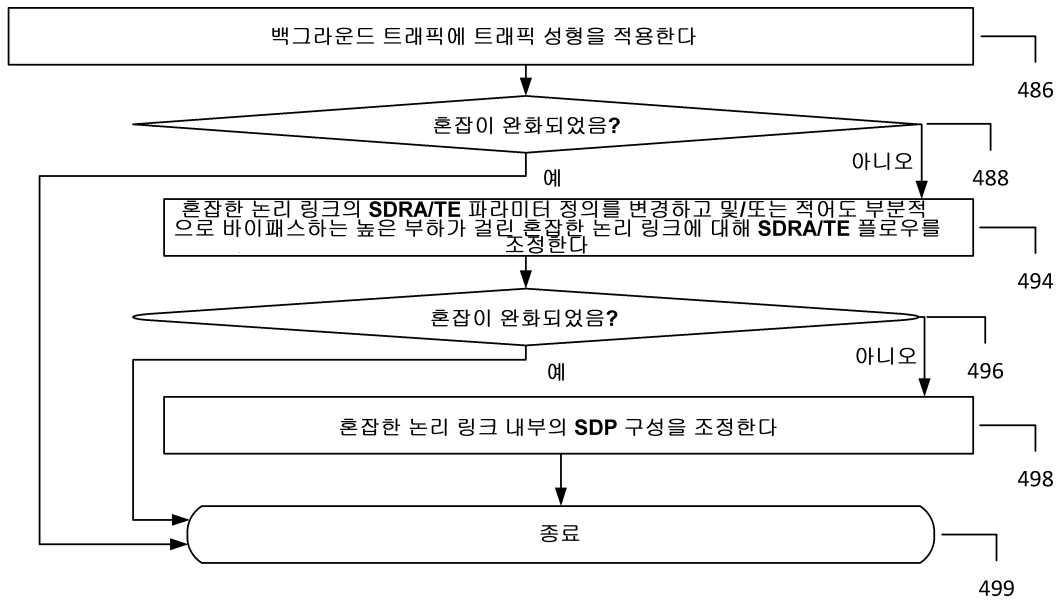 백그라운드 트래픽에 트래픽 성형을 적용한다
486
혼잡이 완화되었음?
488
아니오
예
혼잡한 논리 링크의 SDRA/TE 파라미터 정의를 변경하고 및/또는 적어도 부분적
으로 바이패스하는 높은 부하가 걸린 혼잡한 논리 링크에 대해 SDRA/TE 플로우를
조정한다
494
혼잡이 완화되었음?
496
아니오
예
혼잡한 논리 링크 내부의 SDP 구성을 조정한다
498
종료
499